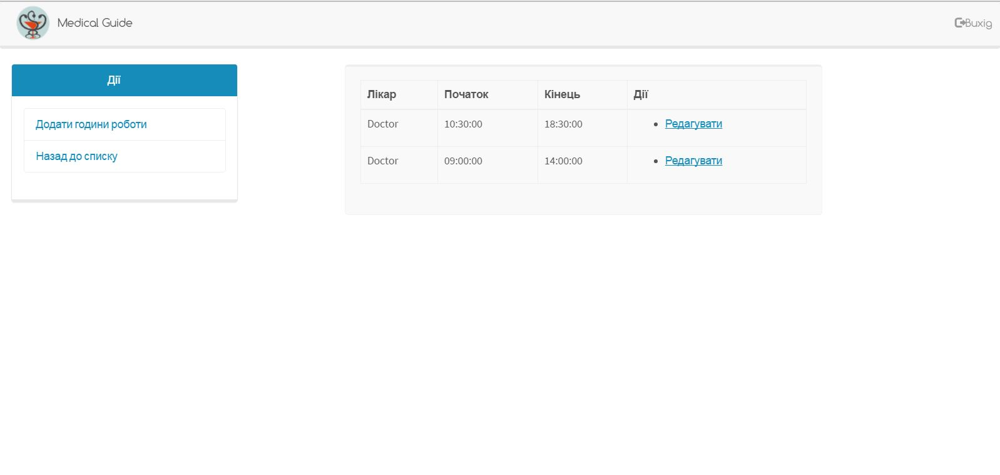 Medical Guide
Вихід
Дії
Додати години роботи
Назад до списку
Лікар Початок Кінець Дії
Doctor 10:30:00 18:30:00 Редагувати
Doctor 09:00:00 14:00:00 Редагувати